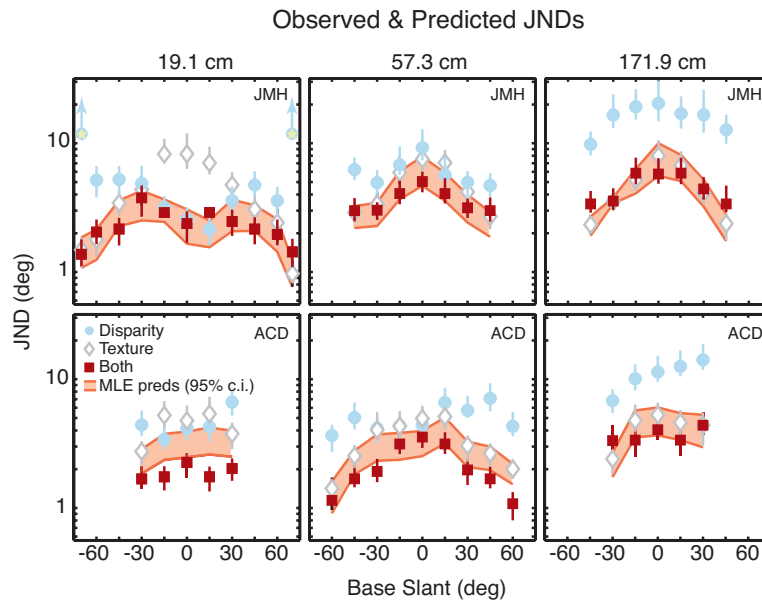 Observed & Predicted JNDs
19.1 cm
57.3 cm
171.9 cm
JMH
JMH
JMH
10
1
JND (deg)
Disparity
Texture
Both
MLE preds (95% c.i.)
ACD
ACD
ACD
10
1
-60 -30 0 30 60
-60 -30 0 30 60
-60 -30 0 30 60
Base Slant (deg)